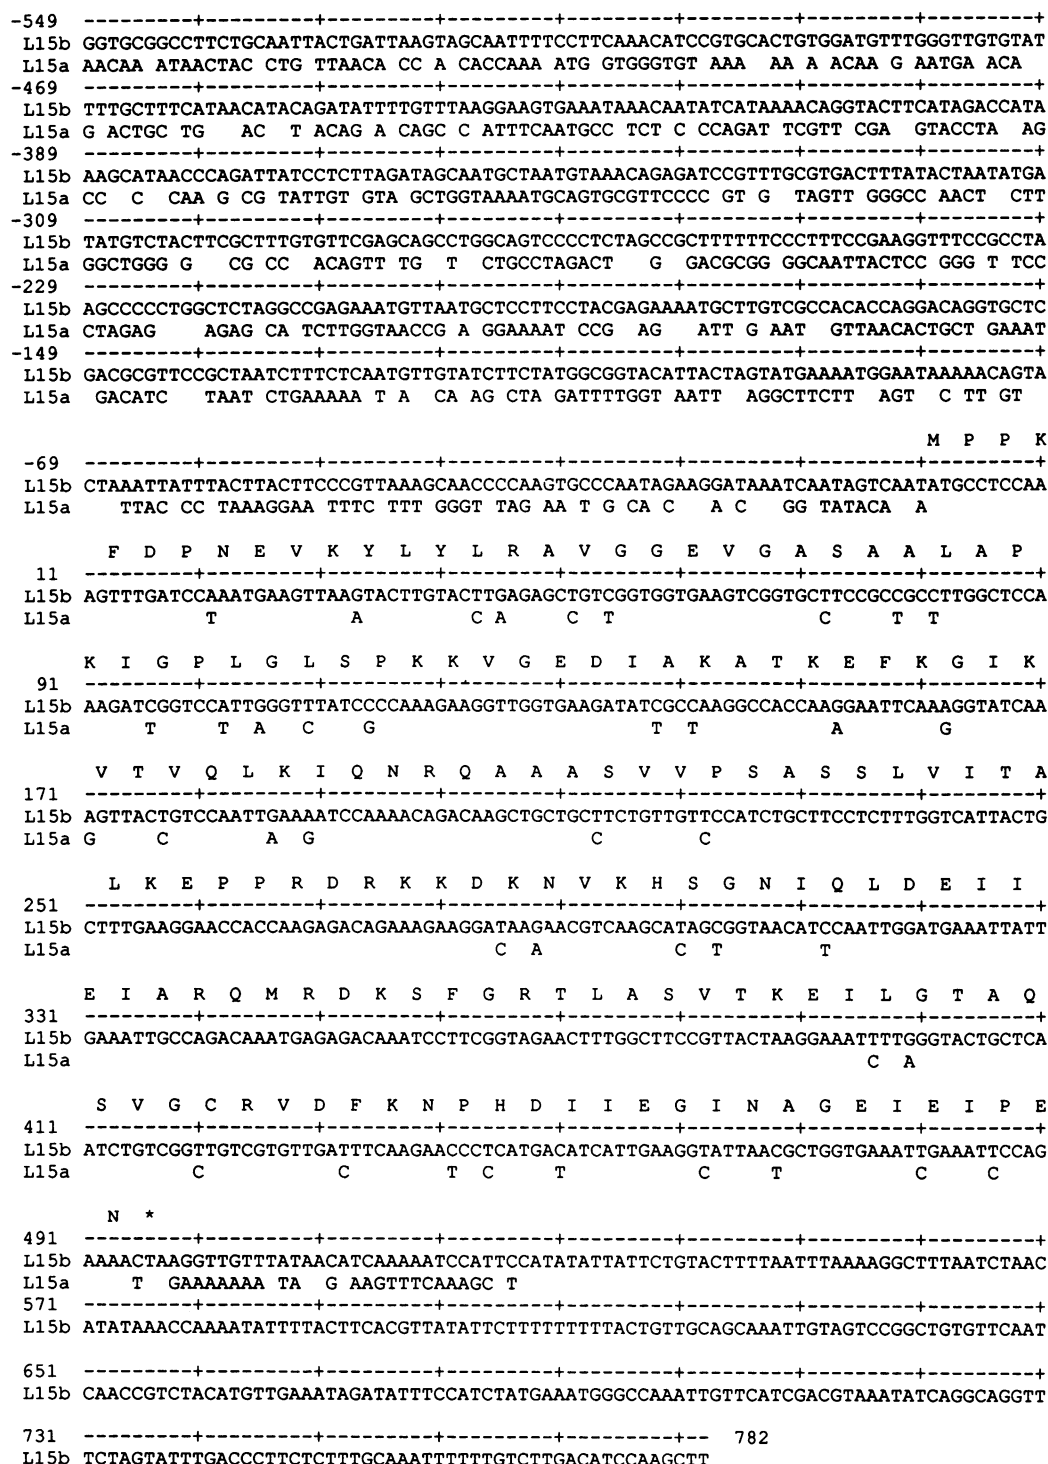 -549 ---------+---------+---------+---------+---------+---------+---------+---------+
L15b GGTGCGGCCTTCTGCAATTACTGATTAAGTAGCAATTTTCCTTCAAACATCCGTGCACTGTGGATGTTTGGGTTGTGTAT
L15a AACAA ATAACTAC CCTG TTAACA CC A CACCAAA ATG GTGGGTGT AAA AA A ACAA G AATGA ACA
-469 ---------+---------+---------+---------+---------+---------+---------+---------+
L15b TTTGCTTTCATAACATACAGATATTTTGTTTAAGGAAGTGAAATAAACAATATCATAAAACAGGTACTTCATAGACCATA
L15a G ACTGCT TG AC T ACAG A CAGC C ATTTCAATGCC TCT C CCAGAT TCGTT CGA GTACCTA AG
-389 ---------+---------+---------+---------+---------+---------+---------+---------+
L15b AAGCATAACCCAGATTATCCTCTTAGATAGCAATGCTAATGTAAACAGAGATCCGTTTGCGTGACTTTATACTAATATGA
L15a CC C CAA G CG TATTGT GTA GCTGGTAAAATGCAGTGCGTTCCCC GT G TAGTT GGGCC AACT CTT
-309 ---------+---------+---------+---------+---------+---------+---------+---------+
L15b TATGTCTACTTCGCTTTGTGTTCGAGCAGCCTGGCAGTCCCCTCTAGCCGCTTTTTTCCCTTTCCGAAGGTTTCCGCCTA
L15a GGCTGGG G CG CC ACAGTT TG T CTGCCTAGACT G GACGCGG GGCAATTACTCC GGG T TCC
-229 ---------+---------+---------+---------+---------+---------+---------+---------+
L15b AGCCCCCTGGCTCTAGGCCGAGAAATGTTAATGCTCCTTCCTACGAGAAAATGCTTGTCGCCACACCAGGACAGGTGCTC
L15a CTAGAG AGAG CA TCTTGGTAACCG A GGAAAAT CCG AG ATT G AAT GTTAACACTGCT GAAAT
-149 ---------+---------+---------+---------+---------+---------+---------+---------+
L15b GACGCGTTCCGCTAATCTTTCTCAATGTTGTATCTTCTATGGCGGTACATTACTAGTATGAAAATGGAATAAAAACAGTA
L15a GACATC TAAT CTGAAAAA T A CA AG CTA GATTTTGGT AATT AGGCTTCTT AGT C TT GT
M P P K
-69 ---------+---------+---------+---------+---------+---------+---------+---------+
L15b CTAAATTATTTACTTACTTCCCGTTAAAGCAACCCCAAGTGCCCAATAGAAGGATAAATCAATAGTCAATATGCCTCCAA
L15a TTAC CC TAAAGGAA TTTC TTT GGGT TAG AA T G CAC AC GG TATACA A
F D P N E V K Y L Y L R A V G G E V G A S A A L A P
11 ---------+---------+---------+---------+---------+---------+---------+---------+
L15b AGTTTGATCCAAATGAAGTTAAGTACTTGTACTTGAGAGCTGTCGGTGGTGAAGTCGGTGCTTCCGCCGCCTTGGCTCCA
L15a T A C A C T C T T
K I G P L G L S P K K V G E D I A K A T K E F K G I K
91 ---------+---------+---------+---------+---------+---------+---------+---------+
L15b AAGATCGGTCCATTGGGTTTATCCCCAAAGAAGGTTGGTGAAGATATCGCCAAGGCCACCAAGGAATTCAAAGGTATCAA
L15a T T A C G T T A G
V T V Q L K I Q N R Q A A A S V V P S A S S L V I T A
171 ---------+---------+---------+---------+---------+---------+---------+---------+
L15b AGTTACTGTCCAATTGAAAATCCAAAACAGACAAGCTGCTGCTTCTGTTGTTCCATCTGCTTCCTCTTTGGTCATTACTG
L15a G C A G C C
L K E P P R D R K K D K N V K H S G N I Q L D E I I
251 ---------+---------+---------+---------+---------+---------+---------+---------+
L15b CTTTGAAGGAACCACCAAGAGACAGAAAGAAGGATAAGAACGTCAAGCATAGCGGTAACATCCAATTGGATGAAATTATT
L15a C A C T T
E I A R Q M R D K S F G R T L A S V T K E I L G T A Q
331 ---------+---------+---------+---------+---------+---------+---------+---------+
L15b GAAATTGCCAGACAAATGAGAGACAAATCCTTCGGTAGAACTTTGGCTTCCGTTACTAAGGAAATTTTGGGTACTGCTCA
L15a C A
S V G C R V D F K N P H D I I E G I N A G E I E I P E
411 ---------+---------+---------+---------+---------+---------+---------+---------+
L15b ATCTGTCGGTTGTCGTGTTGATTTCAAGAACCCTCATGACATCATTGAAGGTATTAACGCTGGTGAAATTGAAATTCCAG
L15a C C T C T C T C C
N *
491 ---------+---------+---------+---------+---------+---------+---------+---------+
L15b AAAACTAAGGTTGTTTATAACATCAAAAATCCATTCCATATATTATTCTGTACTTTTAATTTAAAAGGCTTTAATCTAAC
L15a T GAAAAAAA TA G AAGTTTCAAAGC T
571 ---------+---------+---------+---------+---------+---------+---------+---------+
L15b ATATAAACCAAAATATTTTACTTCACGTTATATTCTTTTTTTTTACTGTTGCAGCAAATTGTAGTCCGGCTGTGTTCAAT
651 ---------+---------+---------+---------+---------+---------+---------+---------+
L15b CAACCGTCTACATGTTGAAATAGATATTTCCATCTATGAAATGGGCCAAATTGTTCATCGACGTAAATATCAGGCAGGTT
731 ---------+---------+---------+---------+---------+-- 782
L15b TCTAGTATTTGACCCTTCTCTTTGCAAATTTTTTGTCTTGACATCCAAGCTT